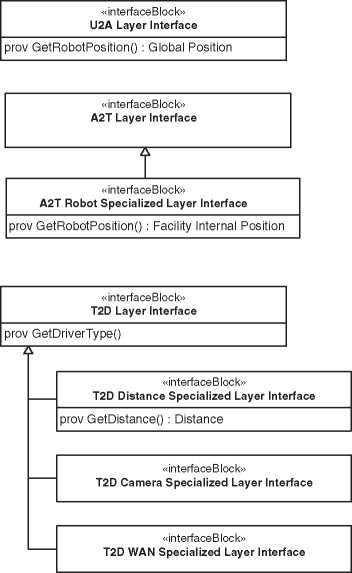 «interfaceBlock»
U2A Layer Interface
prov GetRobotPosition() : Global Position
«interfaceBlock»
A2T Layer Interface
«interfaceBlock»
A2T Robot Specialized Layer Interface
prov GetRobotPosition() : Facility Internal Position
«interfaceBlock»
T2D Layer Interface
prov GetDriverType()
«interfaceBlock»
T2D Distance Specialized Layer Interface
prov GetDistance() : Distance
«interfaceBlock»
T2D Camera Specialized Layer Interface
«interfaceBlock»
T2D WAN Specialized Layer Interface